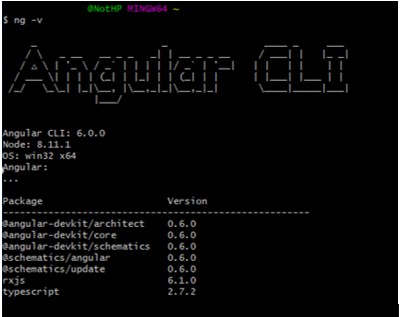 @NotHP MINGW64 ~
$ ng -v
Angular CLI
Angular CLI: 6.0.0
Node: 8.11.1
OS: win32 x64
Angular:
...
Package Version
------------------------------------------------------
@angular-devkit/architect 0.6.0
@angular-devkit/core 0.6.0
@angular-devkit/schematics 0.6.0
@schematics/angular 0.6.0
@schematics/update 0.6.0
rxjs 6.1.0
typescript 2.7.2